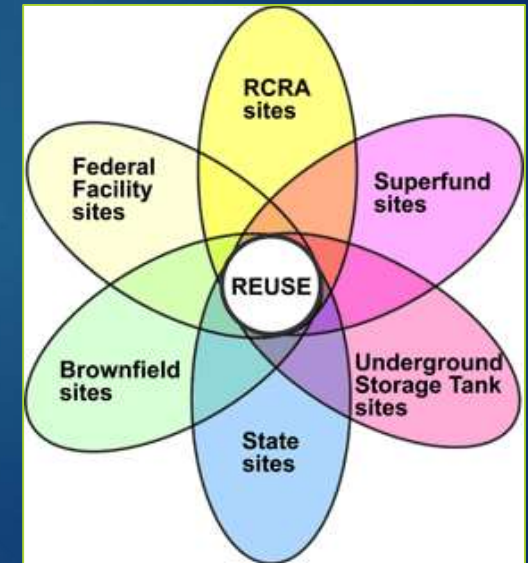 RCRA
sites
Federal
Facility
sites
Superfund
sites
REUSE
Brownfield
sites
Underground
Storage Tank
sites
State
sites